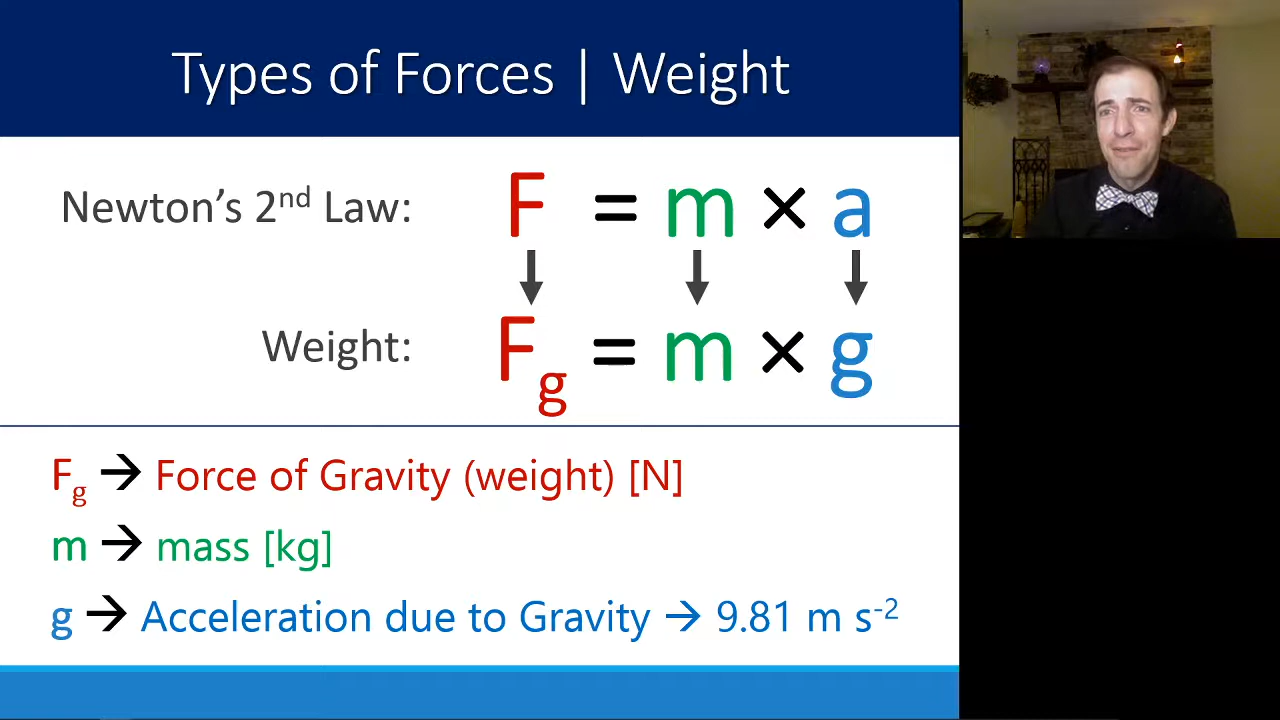 Types of Forces | Weight
Newton's 2nd Law: F = m × a
Weight: Fg = m × g
Fg → Force of Gravity (weight) [N]
m → mass [kg]
g → Acceleration due to Gravity → 9.81 m s-2